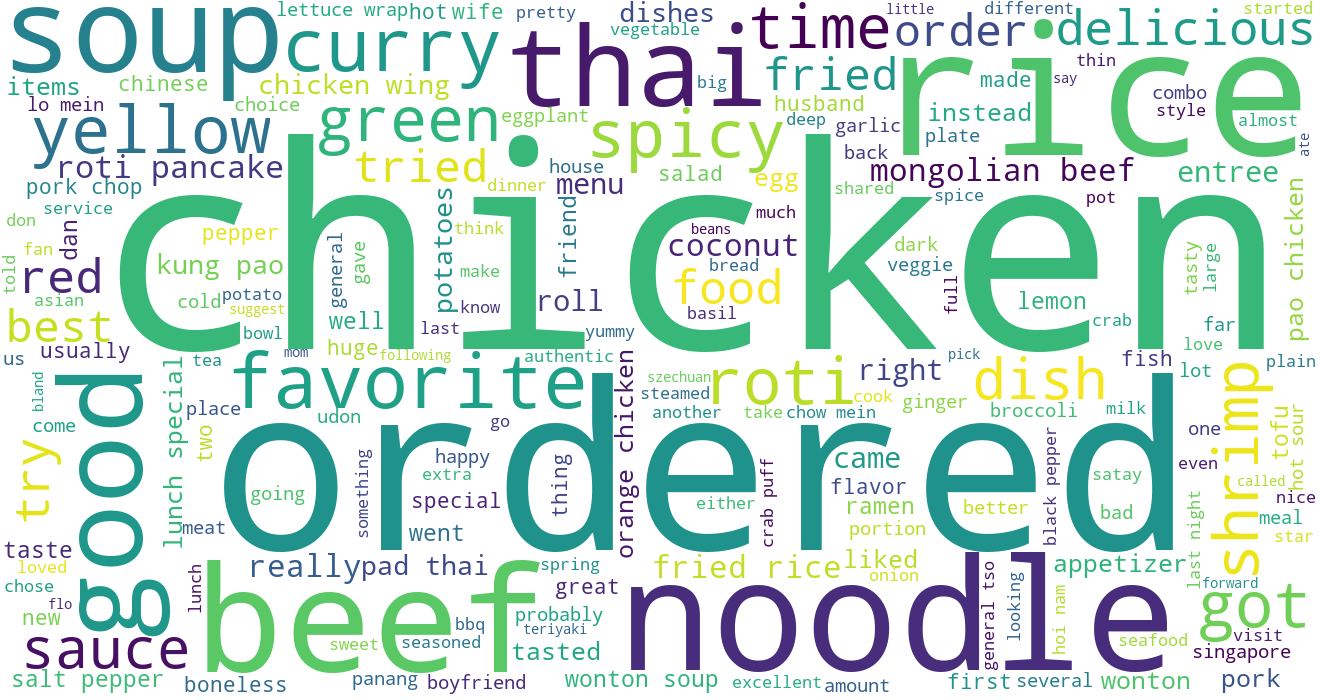 soup
curry
lettuce wrap
hot
wife
pretty
dishes
vegetable
thai
time
order
little
different
delicious
started
items
chinese
chicken wing
big
fried
made
say
thin
rice
combo
style
almost
ate
lo mein
choice
yellow
green
eggplant
spicy
husband
deep
garlic
instead
plate
back
roti pancake
tried
house
menu
salad
egg
shared
mongolian beef
entree
pork chop
service
dinner
much
spice
pot
don
dan
pepper
general
gave
potatoes
think
friend
beans
coconut
dark
veggie
full
tasty
large
pao chicken
fan
told
red
kung pao
chicken
make
bread
food
lemon
asian
cold
potato
suggest
know
roll
basil
crab
far
best
bowl
well
last
yummy
love
us
usually
tea
huge
mom
following
authentic
orange chicken
right
pick
fish
plain
bland
good
lunch special
favorite
szechuan
steamed
roti
cook
dish
lot
shrimp
come
place
udon
go
another
take
chow mein
ginger
broccoli
milk
tofu
hot sour
try
two
something
happy
thing
came
one
even
called
ordered
going
extra
special
either
crab puff
flavor
satay
black pepper
better
bad
last night
nice
meat
went
ramen
portion
meal
star
taste
loved
chose
lunch
really
pad thai
spring
great
fried rice
liked
onion
appetizer
forward
new
flo
beef
bbq
probably
teriyaki
noodle
general tso
looking
hoi nam
got
sauce
sweet
seasoned
tasted
seafood
visit
singapore
salt pepper
boneless
panang
boyfriend
wonton soup
excellent
amount
first
several
wonton
pork